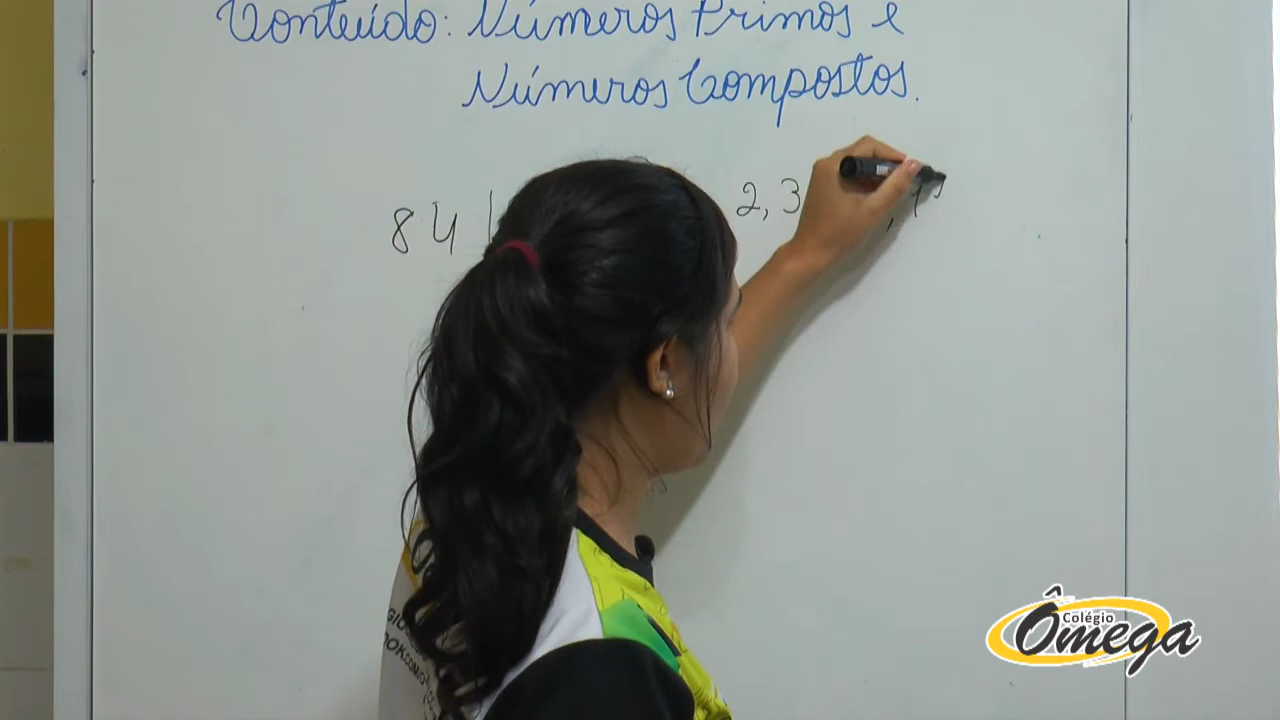 Conteúdo: Números Primos e
Números Compostos.
84
2, 3
Colégio
Ômega